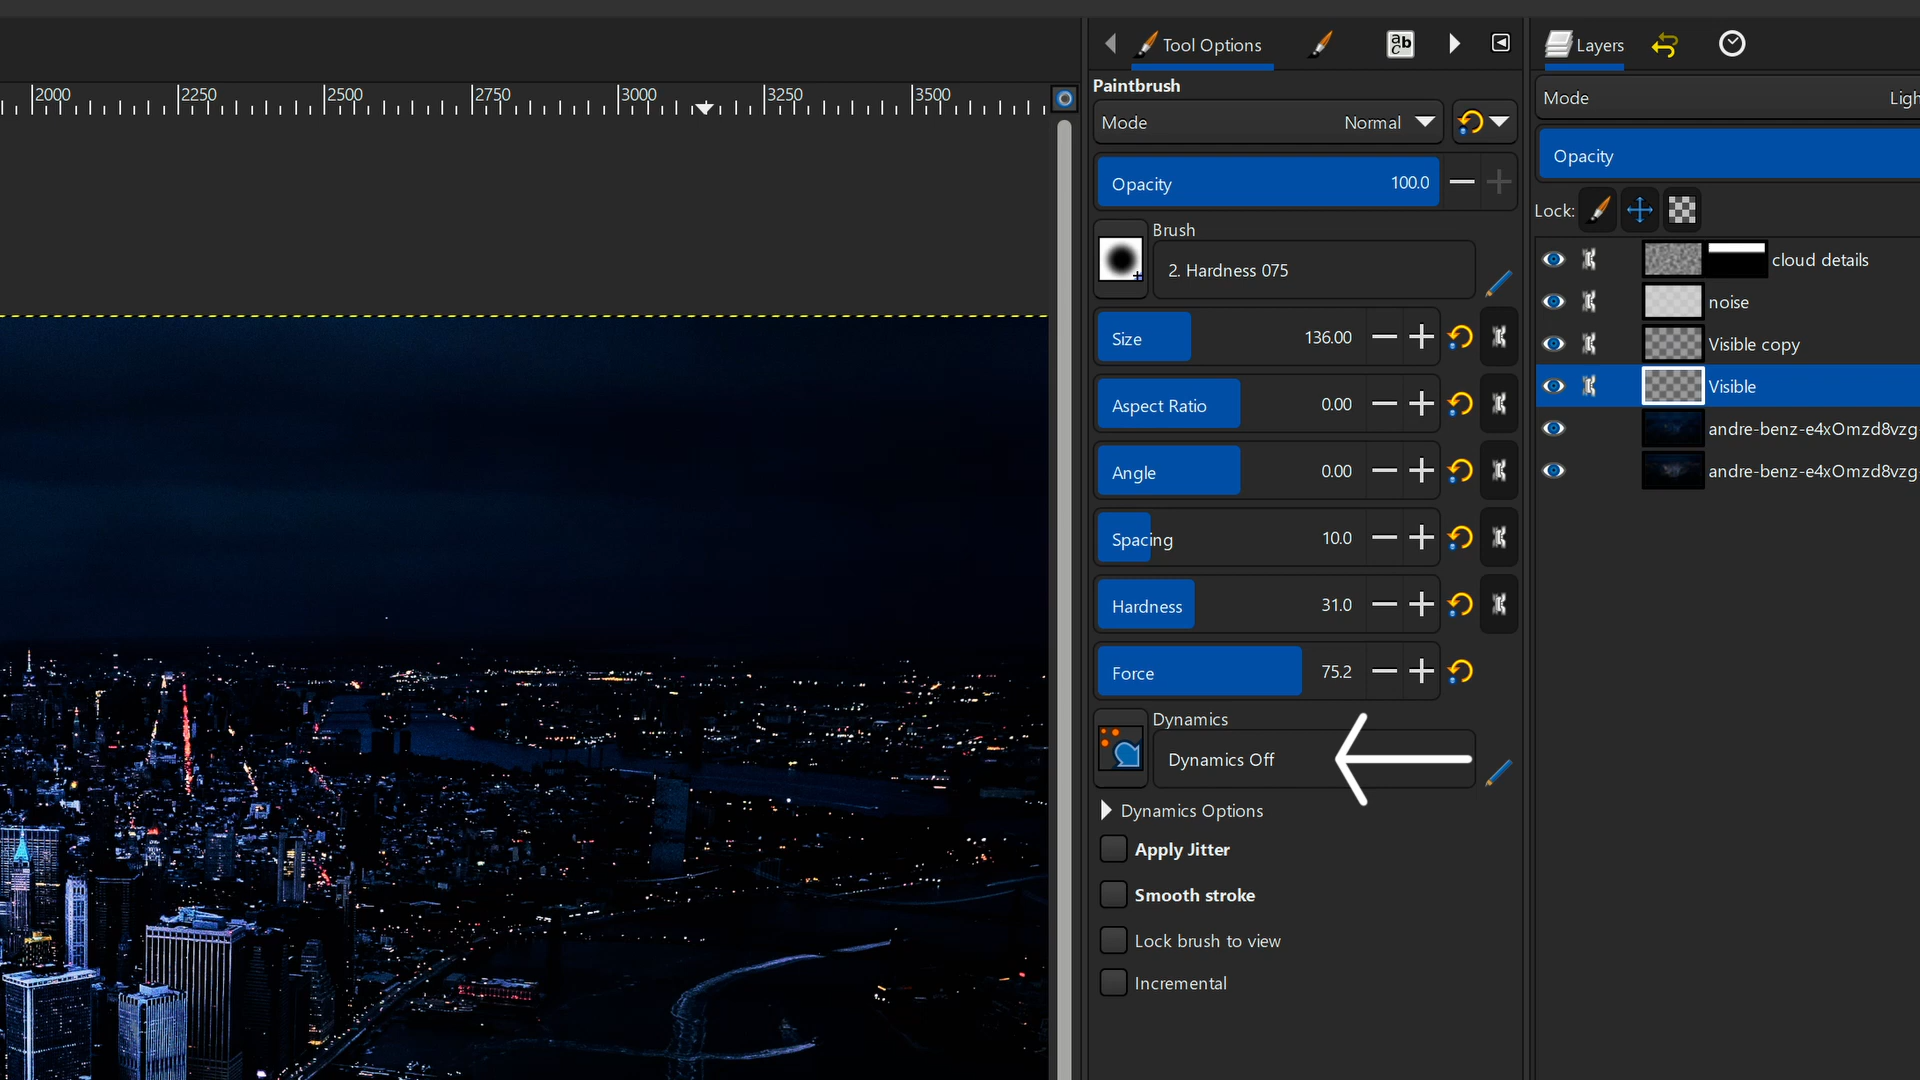 2000 2250 2500 2750 3000 3250 3500
Tool Options
abc
Paintbrush
Mode Normal
Opacity 100.0
Brush
2. Hardness 075
Size 136.00
Aspect Ratio 0.00
Angle 0.00
Spacing 10.0
Hardness 31.0
Force 75.2
Dynamics
Dynamics Off
Dynamics Options
Apply Jitter
Smooth stroke
Lock brush to view
Incremental
Layers
Mode Ligh
Opacity
Lock:
cloud details
noise
Visible copy
Visible
andre-benz-e4xOmzd8vzg-
andre-benz-e4xOmzd8vzg-